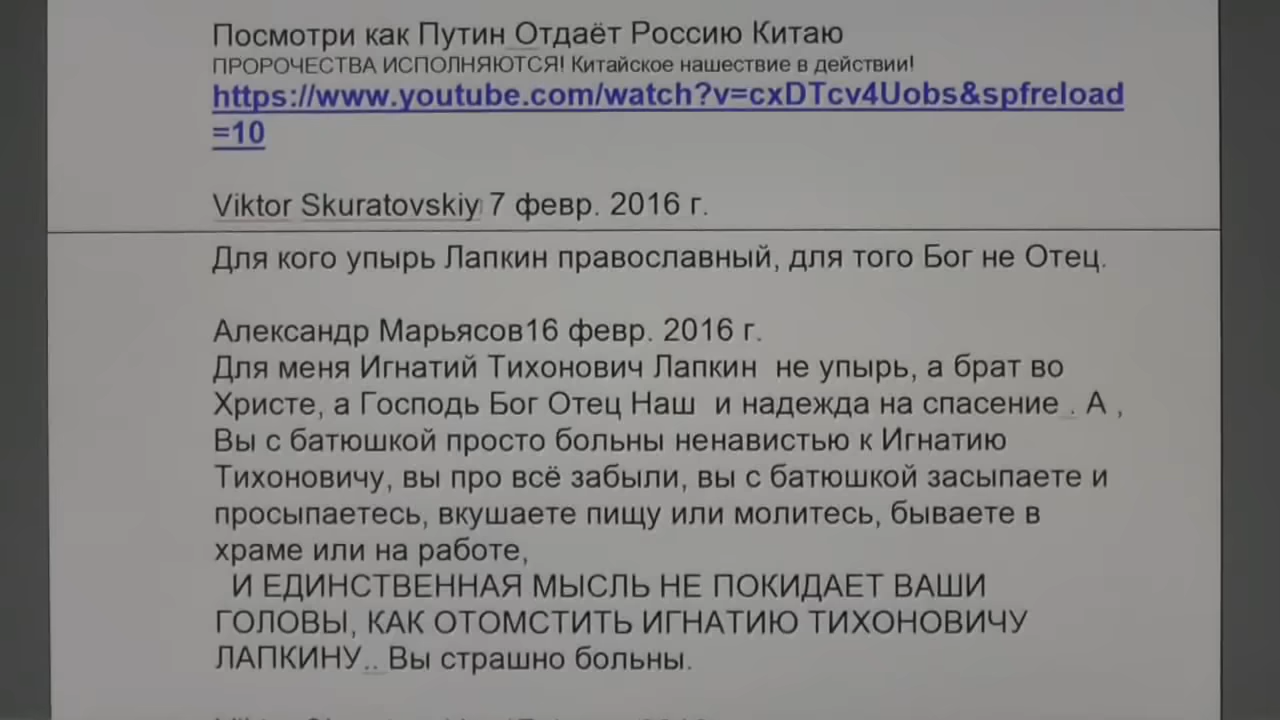 Посмотри как Путин Отдаёт Россию Китаю
ПРОРОЧЕСТВА ИСПОЛНЯЮТСЯ! Китайское нашествие в действии!
https://www.youtube.com/watch?v=cxDTcv4Uobs&spfreload
=10
Viktor Skuratovskiy 7 февр. 2016 г.
Для кого упырь Лапкин православный, для того Бог не Отец.
Александр Марьясов16 февр. 2016 г.
Для меня Игнатий Тихонович Лапкин  не упырь, а брат во
Христе, а Господь Бог Отец Наш  и надежда на спасение . А ,
Вы с батюшкой просто больны ненавистью к Игнатию
Тихоновичу, вы про всё забыли, вы с батюшкой засыпаете и
просыпаетесь, вкушаете пищу или молитесь, бываете в
храме или на работе,
И ЕДИНСТВЕННАЯ МЫСЛЬ НЕ ПОКИДАЕТ ВАШИ
ГОЛОВЫ, КАК ОТОМСТИТЬ ИГНАТИЮ ТИХОНОВИЧУ
ЛАПКИНУ.. Вы страшно больны.